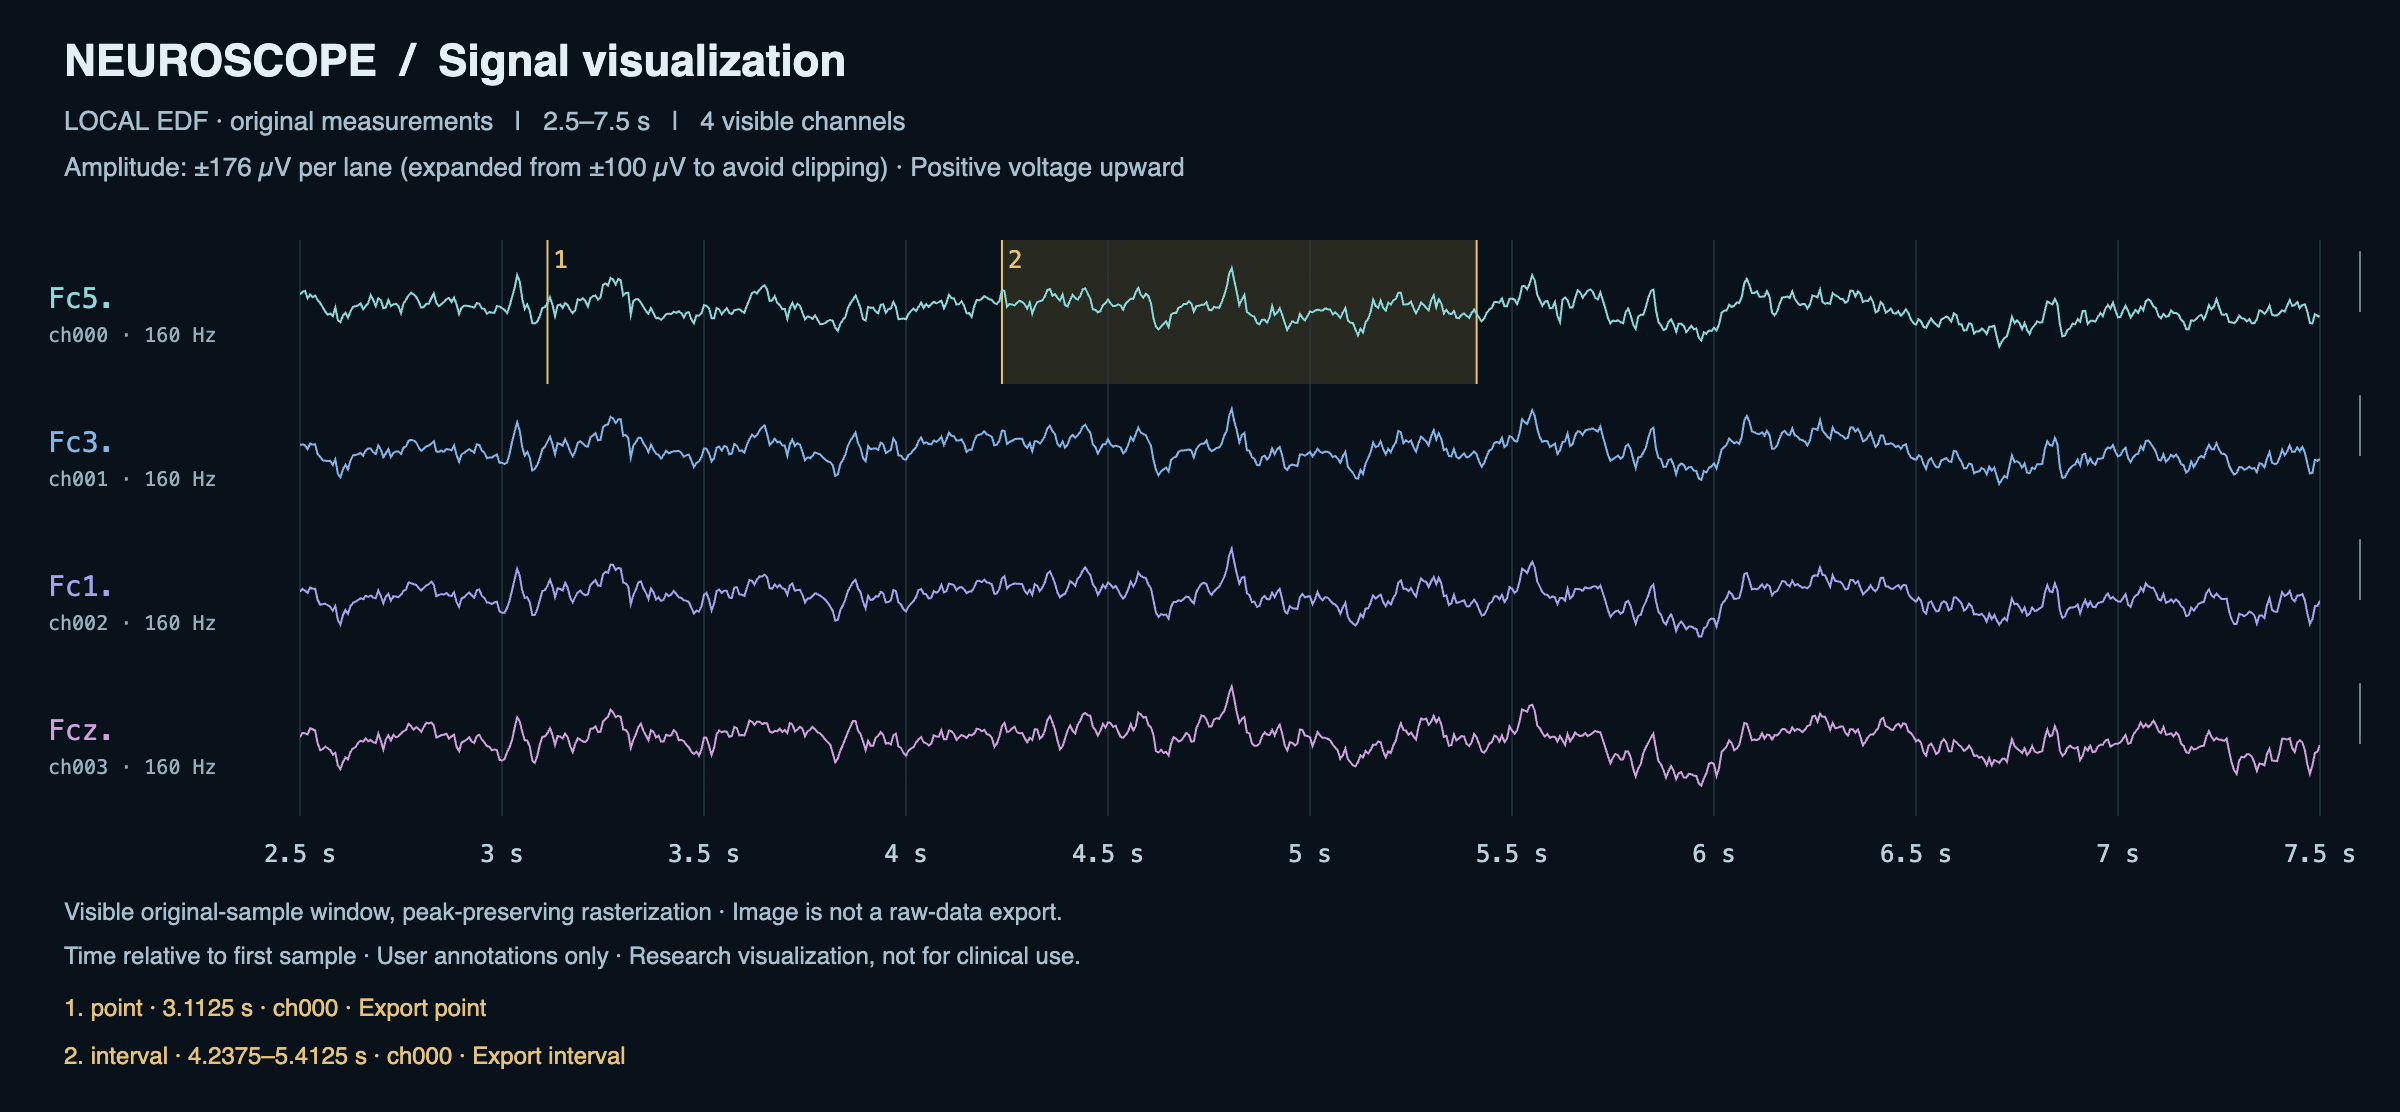 NEUROSCOPE / Signal visualization
LOCAL EDF · original measurements | 2.5–7.5 s | 4 visible channels
Amplitude: ±176 µV per lane (expanded from ±100 µV to avoid clipping) · Positive voltage upward
1
2
Fc5.
ch000 · 160 Hz
Fc3.
ch001 · 160 Hz
Fc1.
ch002 · 160 Hz
Fcz.
ch003 · 160 Hz
2.5 s 3 s 3.5 s 4 s 4.5 s 5 s 5.5 s 6 s 6.5 s 7 s 7.5 s
Visible original-sample window, peak-preserving rasterization · Image is not a raw-data export.
Time relative to first sample · User annotations only · Research visualization, not for clinical use.
1. point · 3.1125 s · ch000 · Export point
2. interval · 4.2375–5.4125 s · ch000 · Export interval